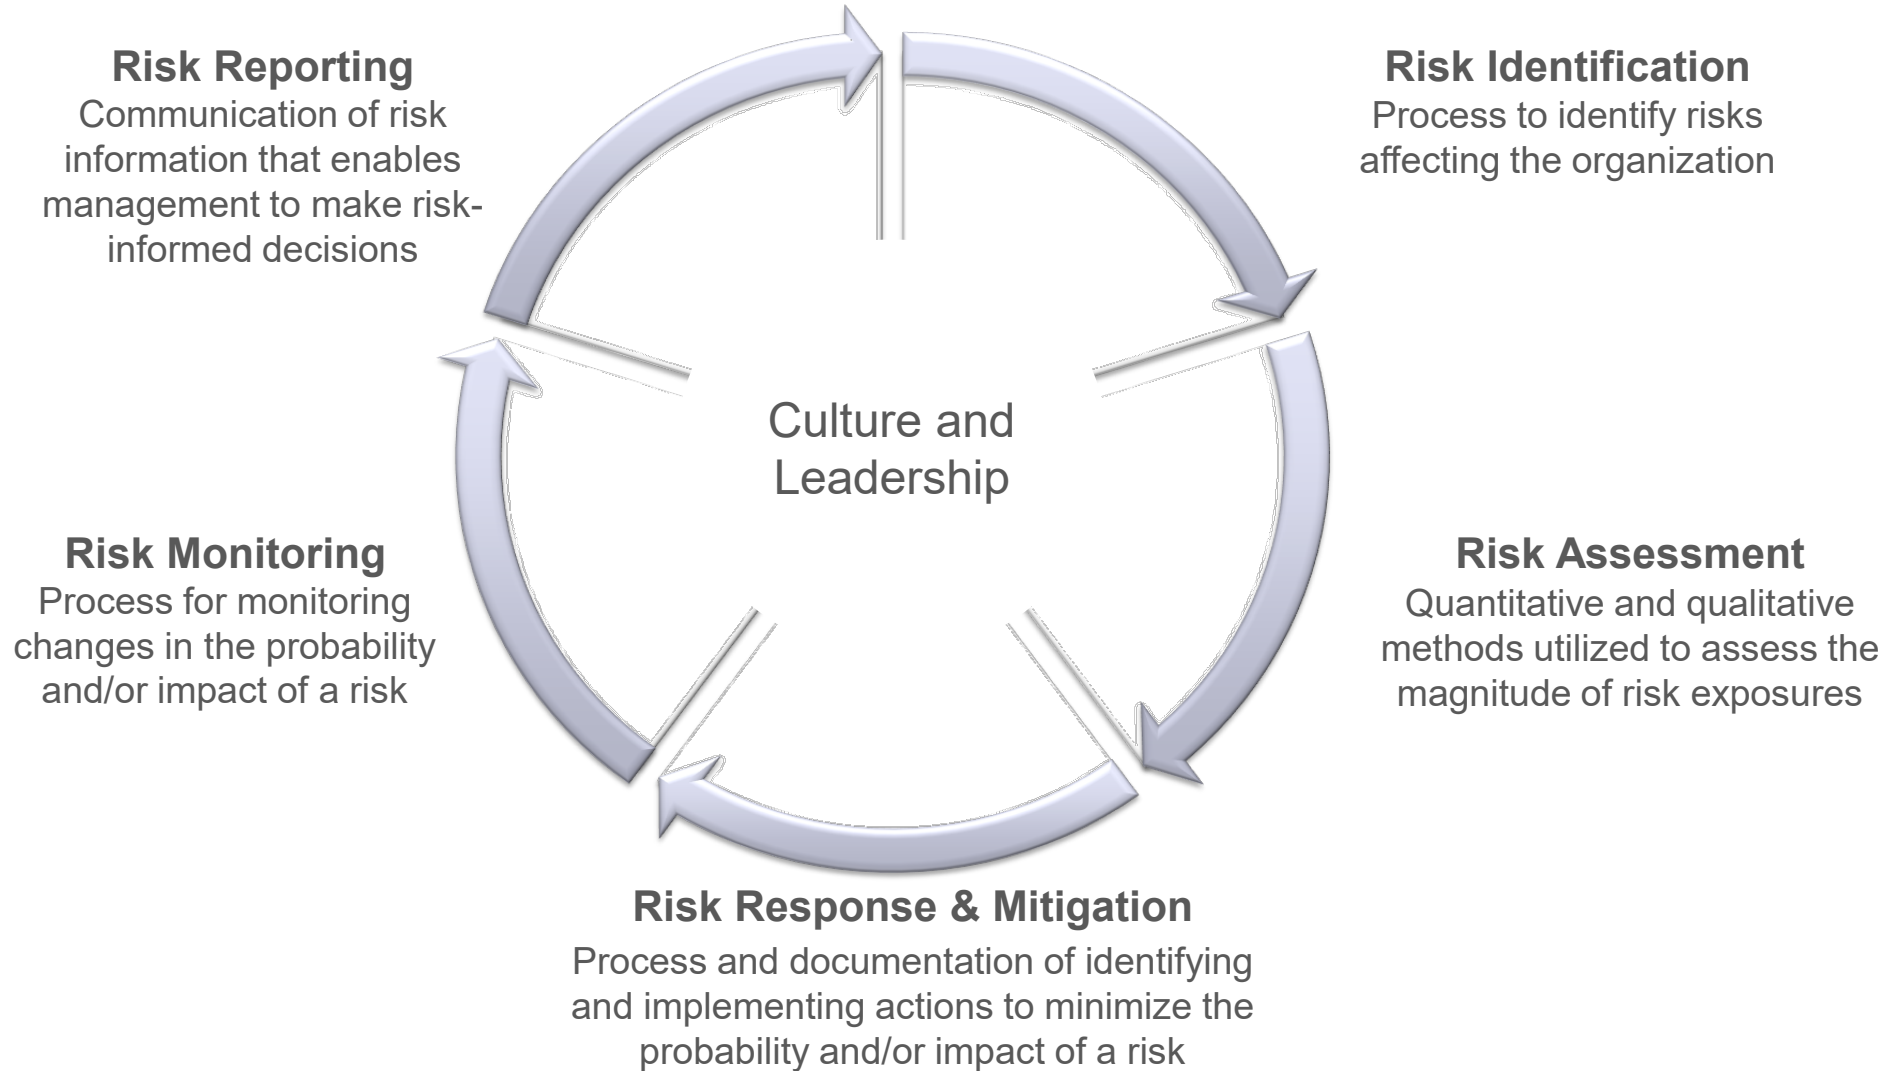 Risk Reporting
Communication of risk
information that enables
management to make risk-
informed decisions
Risk Identification
Process to identify risks
affecting the organization
Culture and
Leadership
Risk Monitoring
Process for monitoring
changes in the probability
and/or impact of a risk
Risk Assessment
Quantitative and qualitative
methods utilized to assess the
magnitude of risk exposures
Risk Response & Mitigation
Process and documentation of identifying
and implementing actions to minimize the
probability and/or impact of a risk